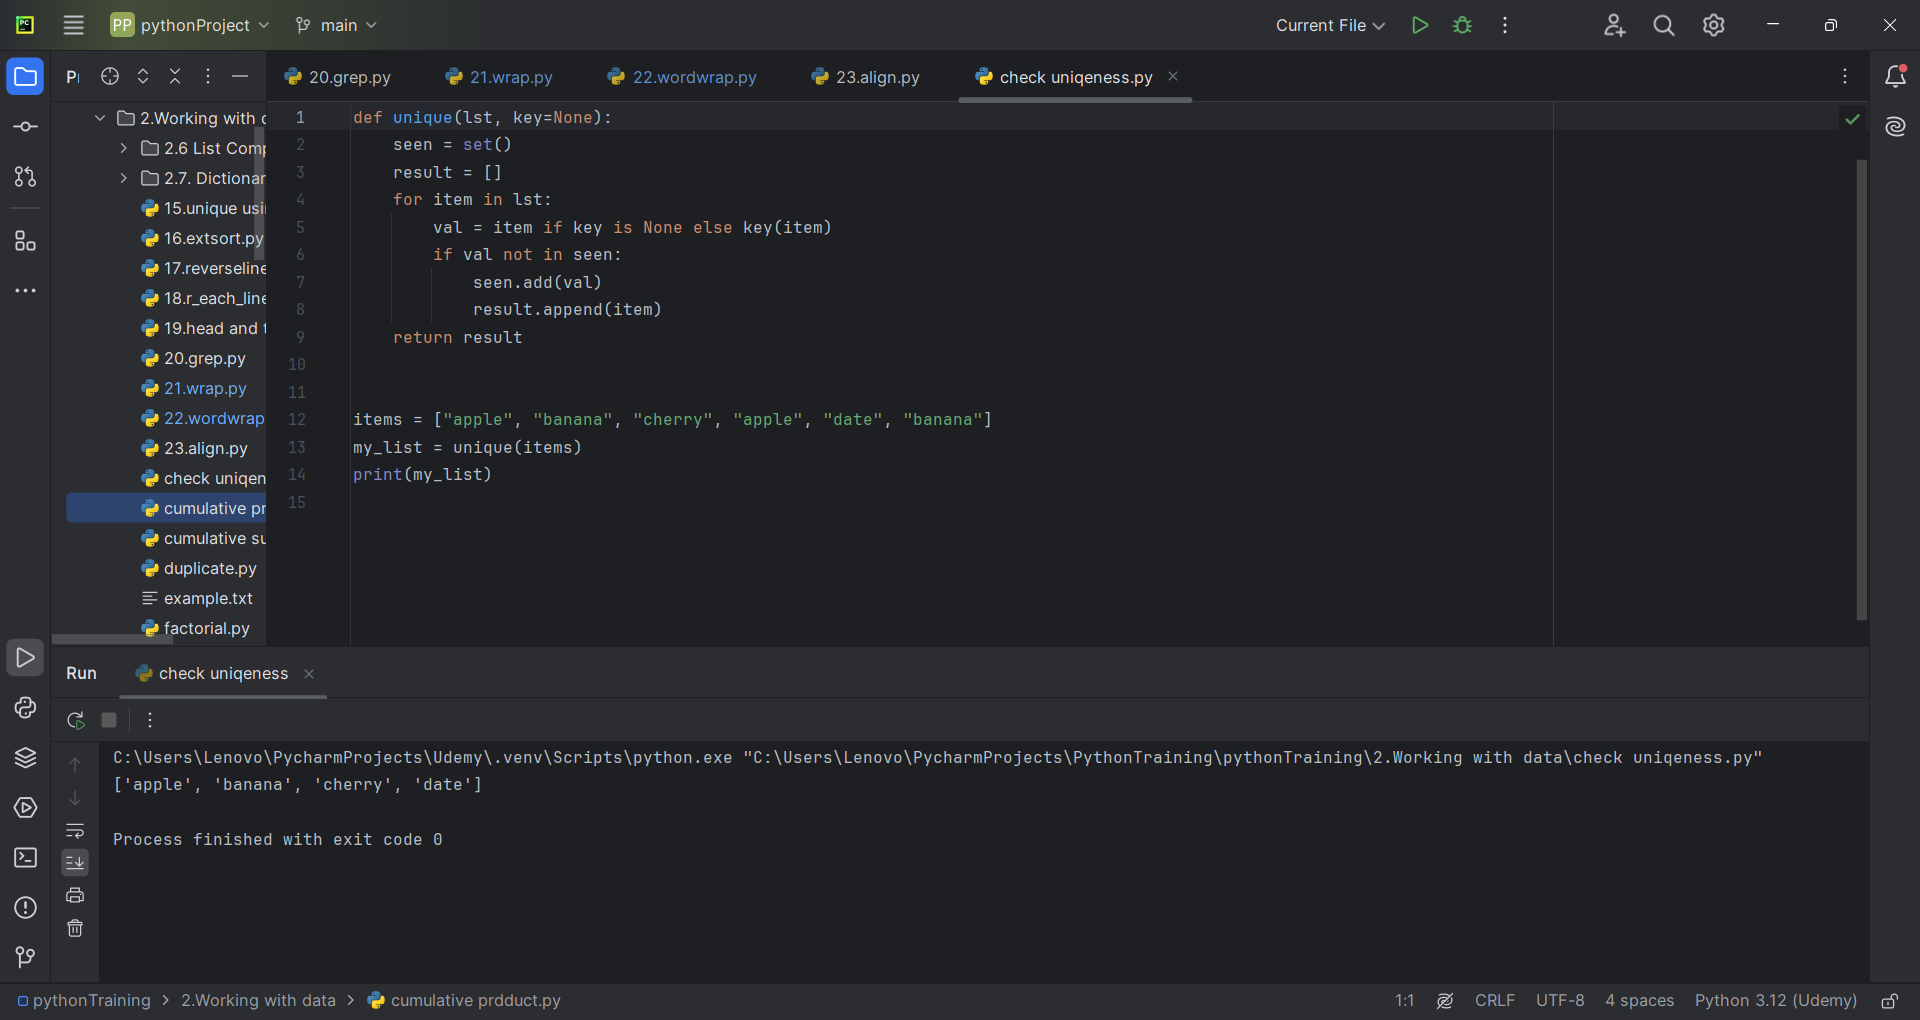 PC PP pythonProject main Current File
Pr
20.grep.py 21.wrap.py 22.wordwrap.py 23.align.py check uniqeness.py
2.Working with
2.6 List Com
2.7. Dictionar
15.unique usi
16.extsort.py
17.reverseline
18.r_each_line
19.head and t
20.grep.py
21.wrap.py
22.wordwrap
23.align.py
check uniqen
cumulative pr
cumulative su
duplicate.py
example.txt
factorial.py
1 def unique(lst, key=None):
2 seen = set()
3 result = []
4 for item in lst:
5 val = item if key is None else key(item)
6 if val not in seen:
7 seen.add(val)
8 result.append(item)
9 return result
10
11
12 items = ["apple", "banana", "cherry", "apple", "date", "banana"]
13 my_list = unique(items)
14 print(my_list)
15
Run check uniqeness
C:\Users\Lenovo\PycharmProjects\Udemy\.venv\Scripts\python.exe "C:\Users\Lenovo\PycharmProjects\PythonTraining\pythonTraining\2.Working with data\check uniqeness.py"
['apple', 'banana', 'cherry', 'date']
Process finished with exit code 0
pythonTraining > 2.Working with data > cumulative prdduct.py 1:1 CRLF UTF-8 4 spaces Python 3.12 (Udemy)